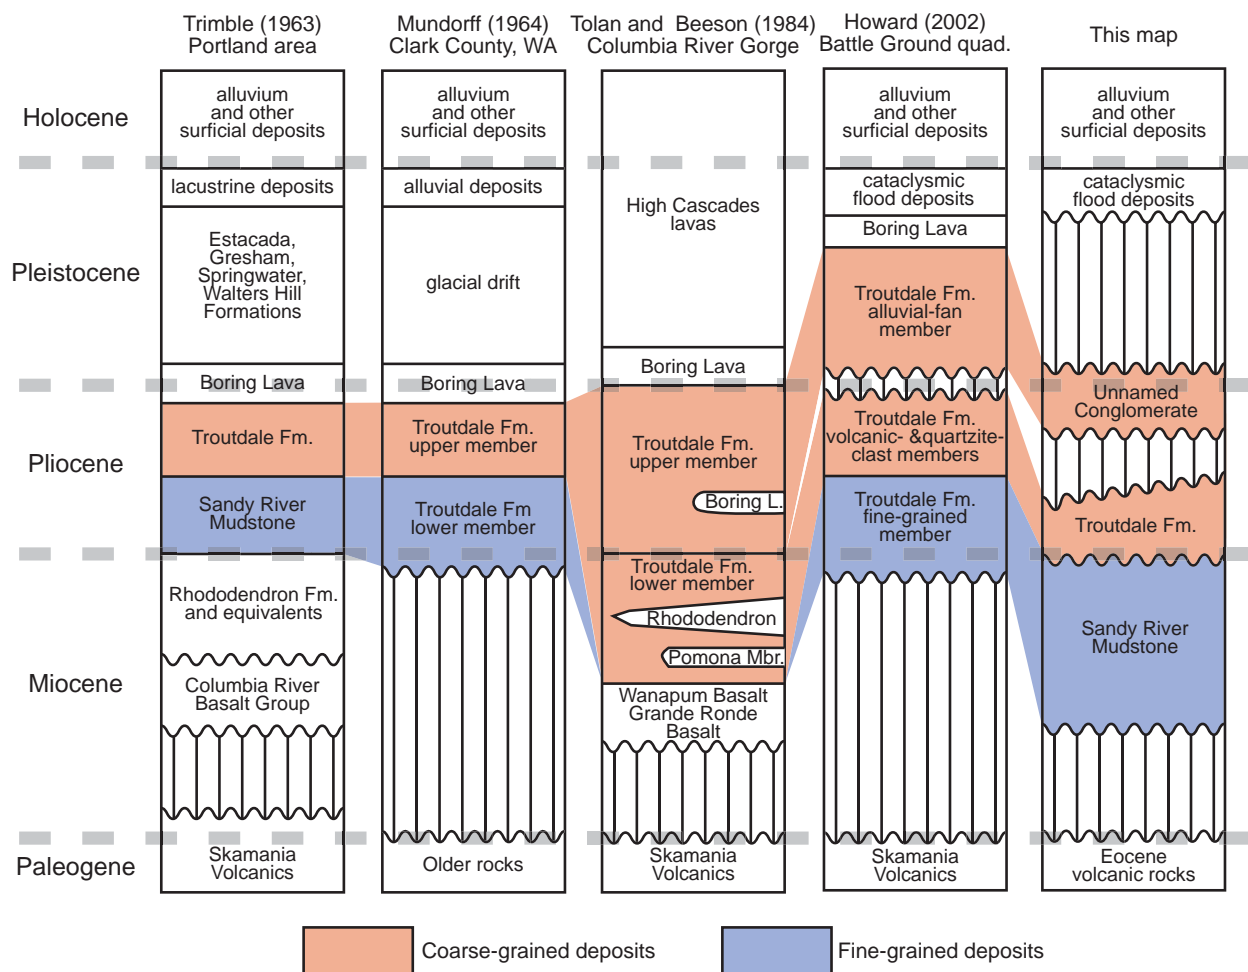 Trimble (1963)
Portland area
Mundorff (1964)
Clark County, WA
Tolan and Beeson (1984)
Columbia River Gorge
Howard (2002)
Battle Ground quad.
This map
Holocene
Pleistocene
Pliocene
Miocene
Paleogene
alluvium
and other
surficial deposits
lacustrine deposits
Estacada,
Gresham,
Springwater,
Walters Hill
Formations
Boring Lava
Troutdale Fm.
Sandy River
Mudstone
Rhododendron Fm.
and equivalents
Columbia River
Basalt Group
Skamania
Volcanics
alluvium
and other
surficial deposits
alluvial deposits
glacial drift
Boring Lava
Troutdale Fm.
upper member
Troutdale Fm
lower member
Older rocks
High Cascades
lavas
Boring Lava
Troutdale Fm.
upper member
Boring L.
Troutdale Fm.
lower member
Rhododendron
Pomona Mbr.
Wanapum Basalt
Grande Ronde
Basalt
Skamania
Volcanics
alluvium
and other
surficial deposits
cataclysmic
flood deposits
Boring Lava
Troutdale Fm.
alluvial-fan
member
Troutdale Fm.
volcanic- &quartzite-
clast members
Troutdale Fm.
fine-grained
member
Skamania
Volcanics
alluvium
and other
surficial deposits
cataclysmic
flood deposits
Unnamed
Conglomerate
Troutdale Fm.
Sandy River
Mudstone
Eocene
volcanic rocks
Coarse-grained deposits
Fine-grained deposits